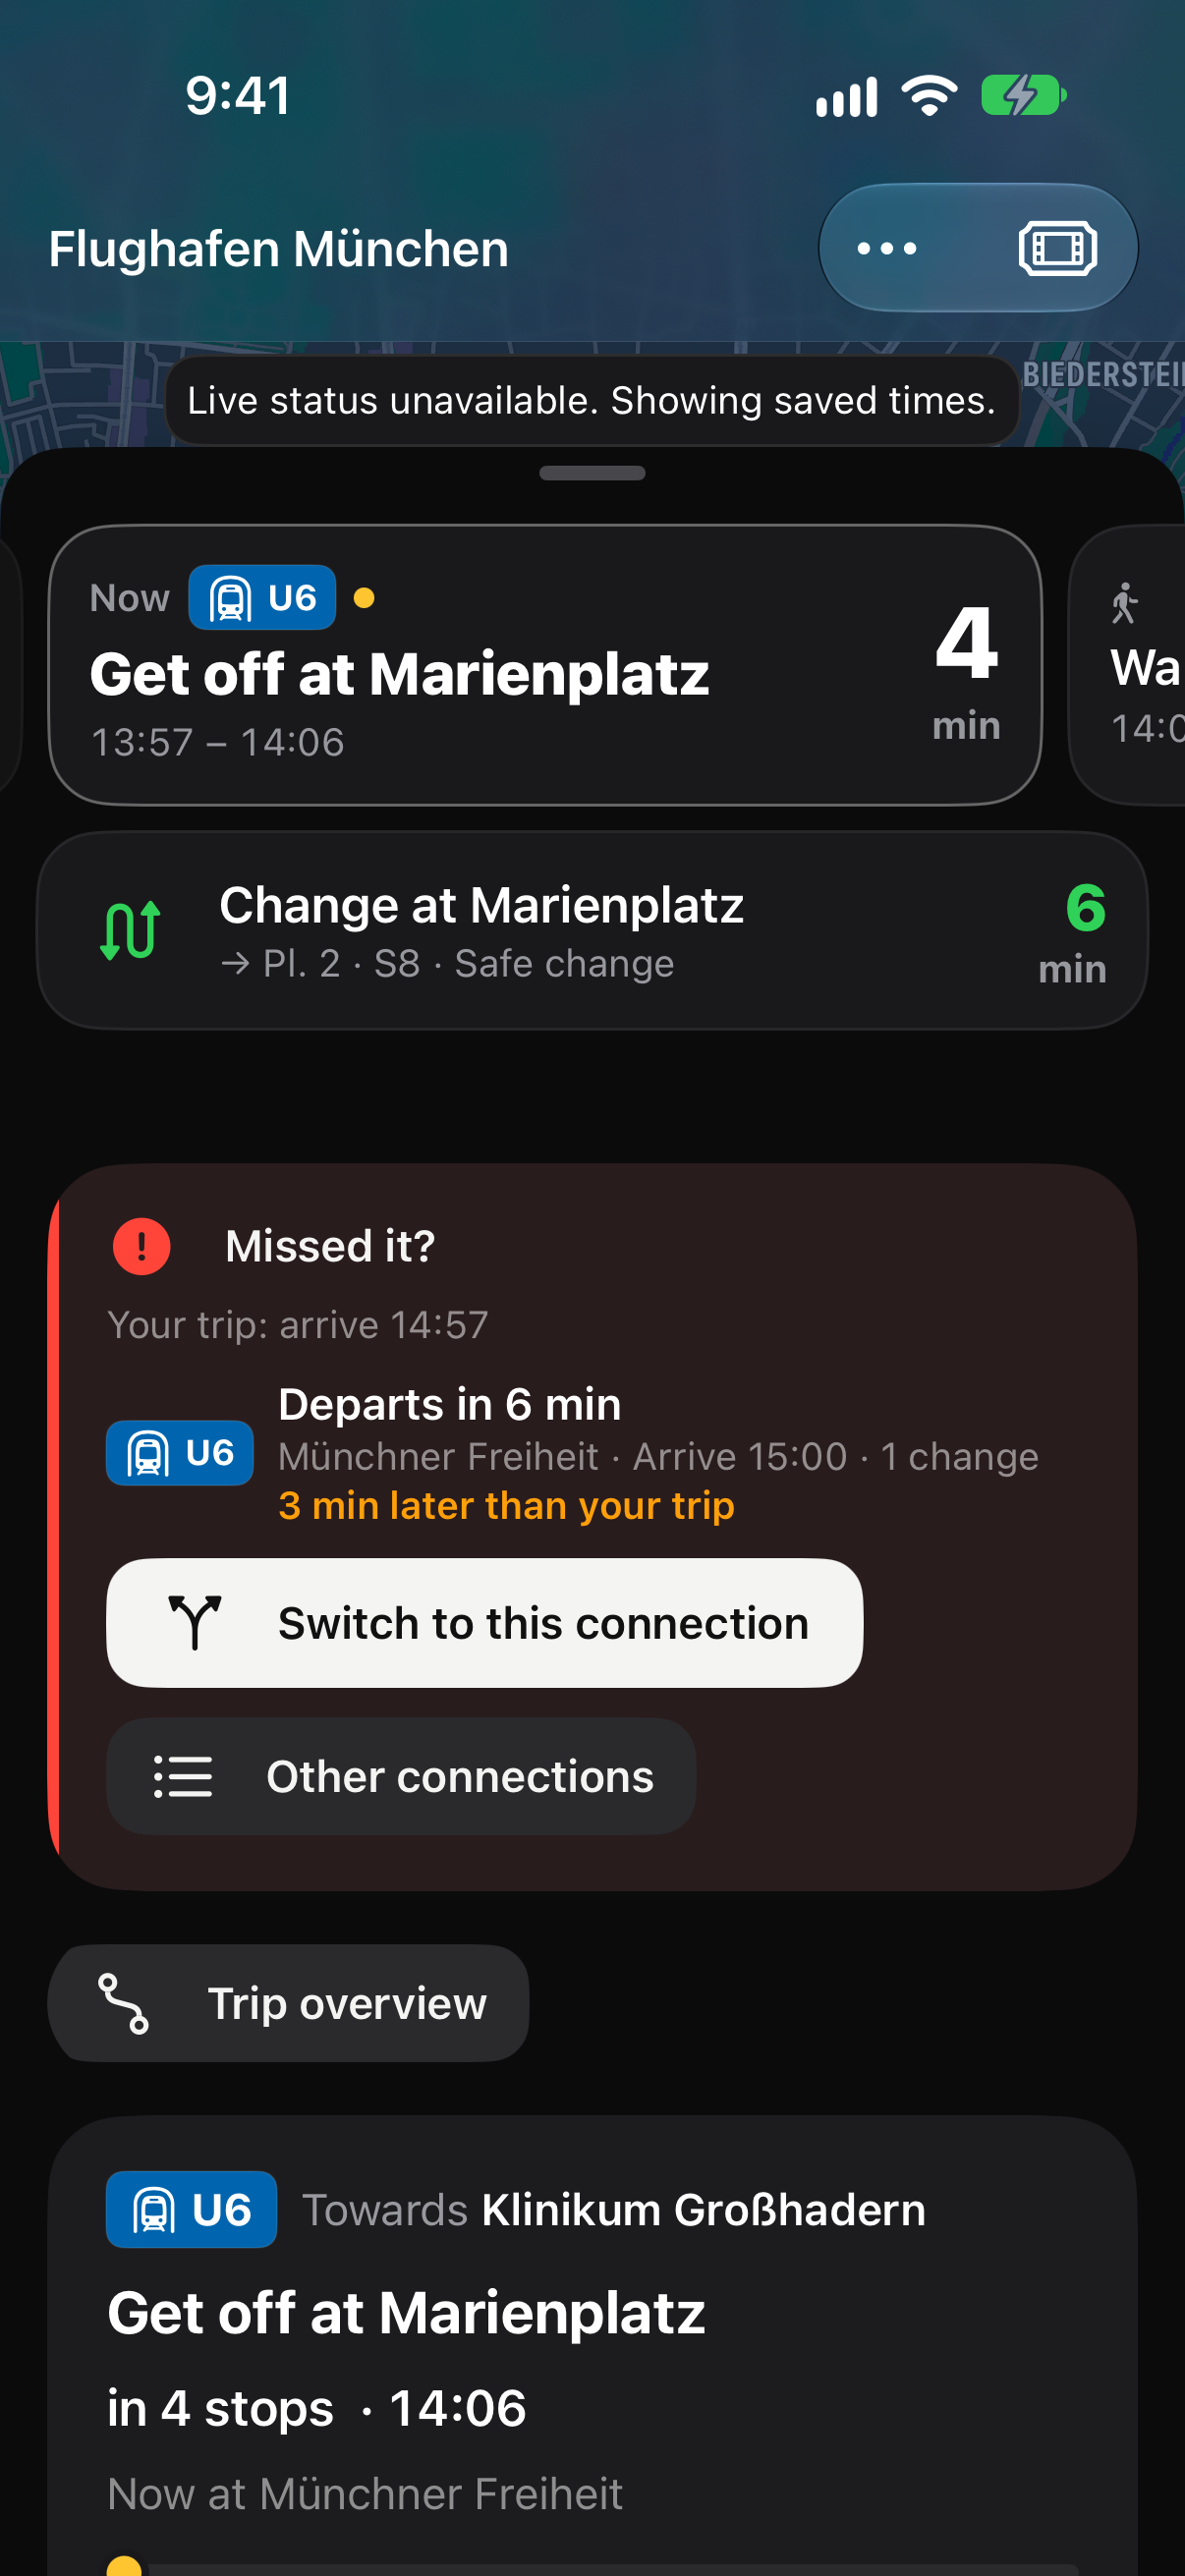 9:41
Flughafen München
BIEDERSTEI
Live status unavailable. Showing saved times.
Now U6
Get off at Marienplatz
13:57 – 14:06
4
min
Wa
14:0
Change at Marienplatz
→ Pl. 2 · S8 · Safe change
6
min
Missed it?
Your trip: arrive 14:57
U6
Departs in 6 min
Münchner Freiheit · Arrive 15:00 · 1 change
3 min later than your trip
Switch to this connection
Other connections
Trip overview
U6 Towards Klinikum Großhadern
Get off at Marienplatz
in 4 stops · 14:06
Now at Münchner Freiheit